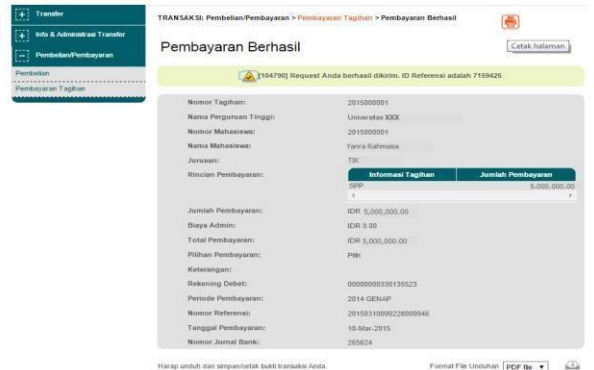 Transfer
Info & Administrasi Transfer
Pembelian/Pembayaran
Pembelian
Pembayaran Tagihan
TRANSAKSI: Pembelian/Pembayaran > Pembayaran Tagihan > Pembayaran Berhasil
Pembayaran Berhasil
Cetak halaman
[104790] Request Anda berhasil dikirim. ID Referensi adalah 7159425
Nomor Tagihan: 2015000001
Nama Perguruan Tinggi: Universitas XXX
Nomor Mahasiswa: 2015000001
Nama Mahasiswa: Yanra Rahmaisa
Jurusan: TIK
Rincian Pembayaran: Informasi Tagihan Jumlah Pembayaran
SPP 5.000,000.00
Jumlah Pembayaran: IDR 5,000,000.00
Biaya Admin: IDR 0.00
Total Pembayaran: IDR 5,000,000.00
Pilihan Pembayaran: Pilih
Keterangan:
Rekening Debet: 00000000330135523
Periode Pembayaran: 2014 GENAP
Nomor Referensi: 20150310090228000946
Tanggal Pembayaran: 10-Mar-2015
Nomor Jurnal Bank: 265624
Harap unduh dan simpan/cetak bukti transaksi Anda. Format File Unduhan PDF file